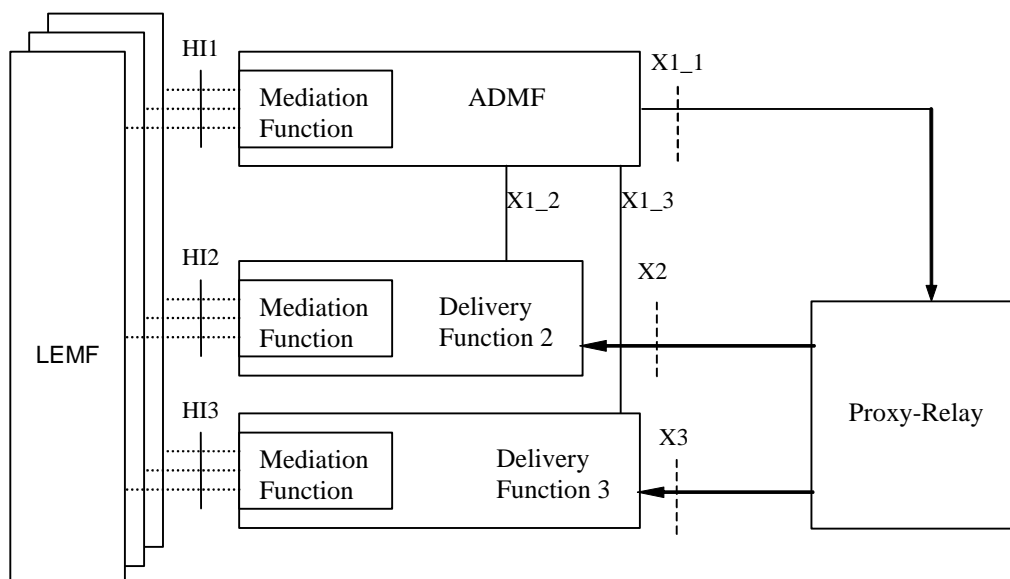 HI1
X1_1
Mediation
Function
ADMF
X1_2
X1_3
HI2
X2
Mediation
Function
Delivery
Function 2
LEMF
Proxy-Relay
HI3
X3
Mediation
Function
Delivery
Function 3